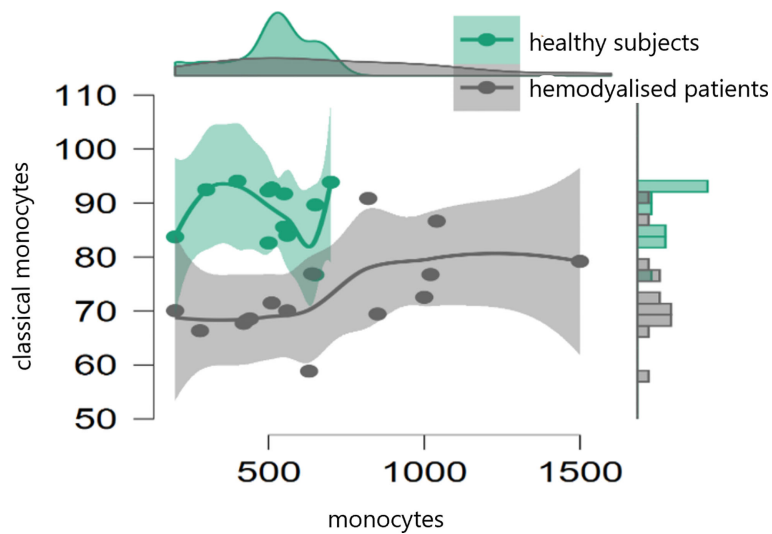 healthy subjects
hemodyalised patients
110
100
90
80
70
60
50
classical monocytes
500 1000 1500
monocytes